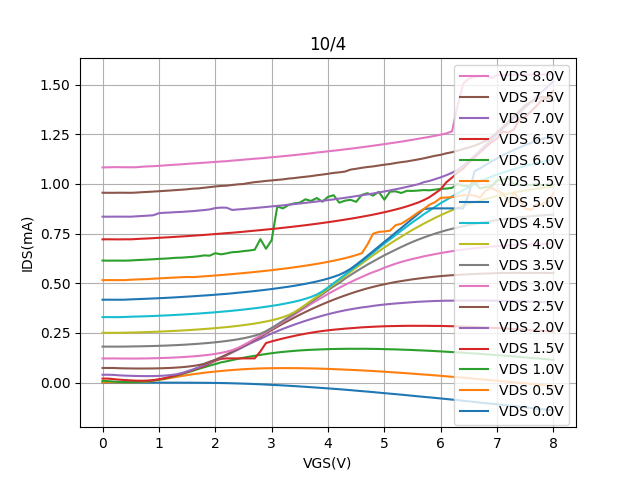 10/4
IDS(mA)
1.50
1.25
1.00
0.75
0.50
0.25
0.00
VDS 8.0V
VDS 7.5V
VDS 7.0V
VDS 6.5V
VDS 6.0V
VDS 5.5V
VDS 5.0V
VDS 4.5V
VDS 4.0V
VDS 3.5V
VDS 3.0V
VDS 2.5V
VDS 2.0V
VDS 1.5V
VDS 1.0V
VDS 0.5V
VDS 0.0V
0 1 2 3 4 5 6 7 8
VGS(V)